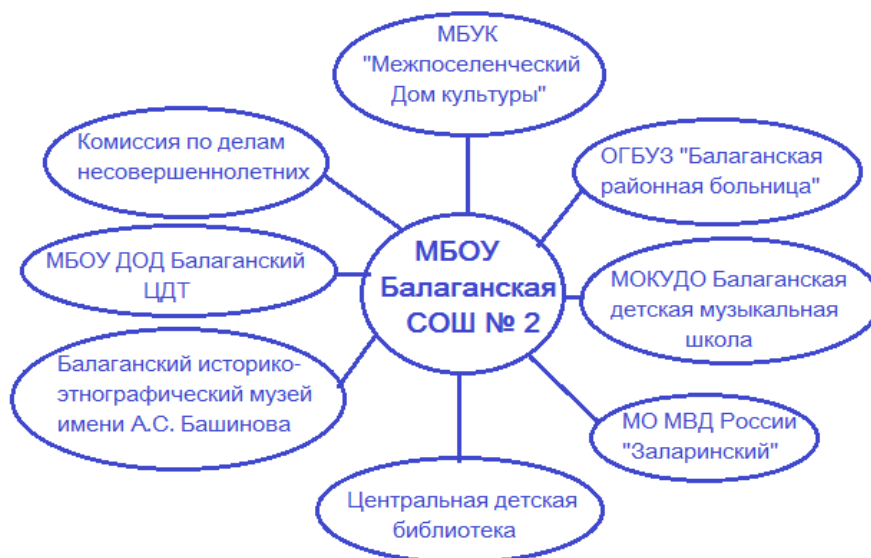 МБУК
"Межпоселенческий
Дом культуры"
Комиссия по делам
несовершеннолетних
ОГБУЗ "Балаганская
районная больница"
МБОУ
Балаганская
СОШ № 2
МБОУ ДОД Балаганский
ЦДТ
МОКУДО Балаганская
детская музыкальная
школа
Балаганский историко-
этнографический музей
имени А.С. Башинова
МО МВД России
"Заларинский"
Центральная детская
библиотека